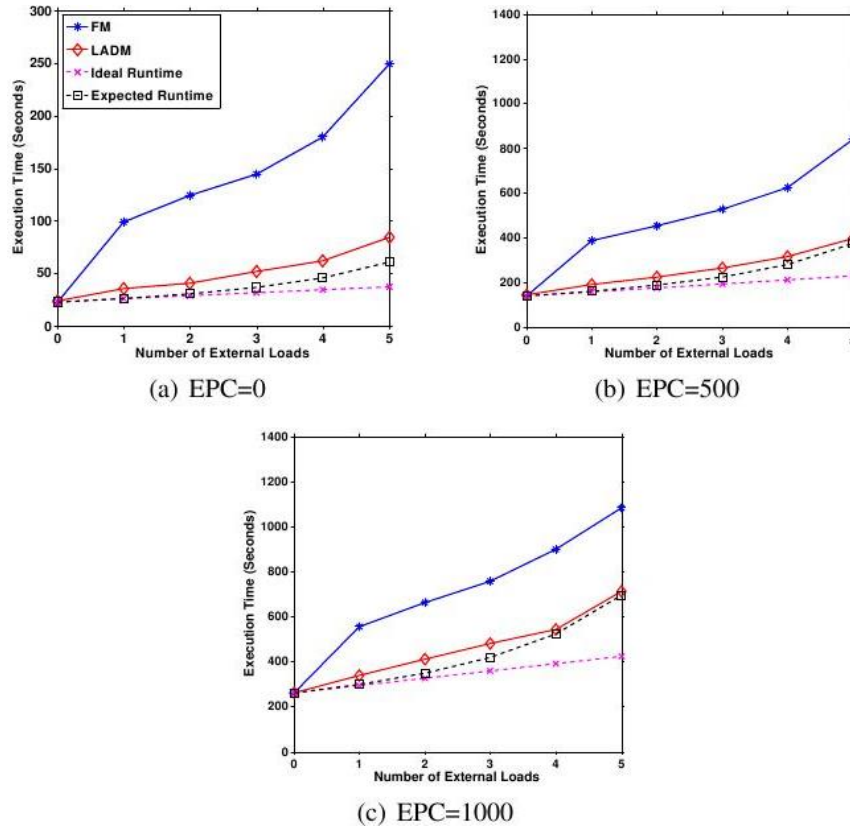 FM
LADM
Ideal Runtime
Expected Runtime
300
250
200
150
100
50
0
Execution Time (Seconds)
0 1 2 3 4 5
Number of External Loads
(a) EPC=0
1400
1200
1000
800
600
400
200
0
Execution Time (Seconds)
0 1 2 3 4
Number of External Loads
(b) EPC=500
1400
1200
1000
800
600
400
200
0
Execution Time (Seconds)
0 1 2 3 4 5
Number of External Loads
(c) EPC=1000